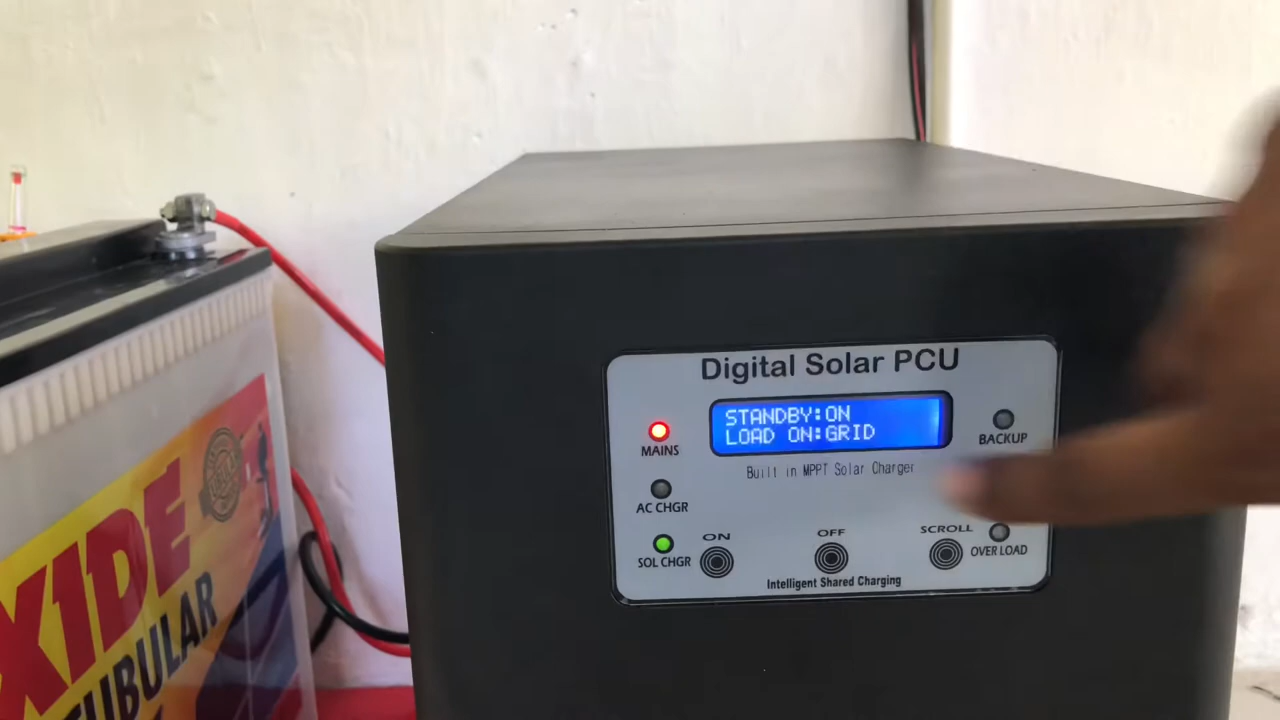 Digital Solar PCU
STANDBY:ON
LOAD ON:GRID
MAINS
BACKUP
Built in MPPT Solar Charger
AC CHGR
ON
OFF
SCROLL
SOL CHGR
OVER LOAD
Intelligent Shared Charging
XIDE
TUBULAR